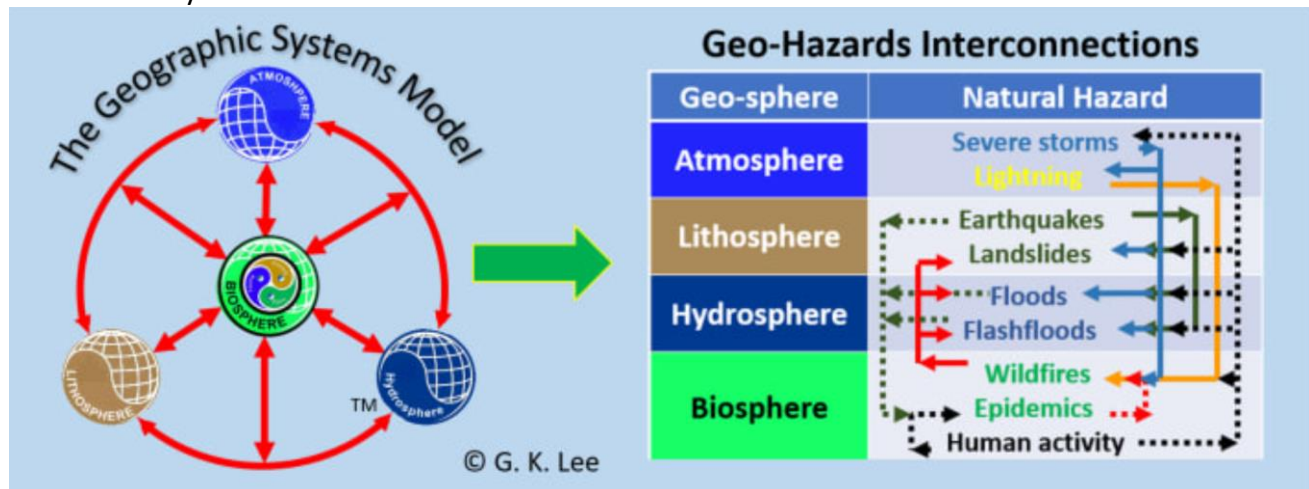 The Geographic Systems Model
ATMOSHPERE
BIOSPHERE
LITHOSPHERE
Hydrosphere
TM
© G. K. Lee
Geo-Hazards Interconnections
Geo-sphere Natural Hazard
Atmosphere Severe storms
Lightning
Lithosphere Earthquakes
Landslides
Hydrosphere Floods
Flashfloods
Biosphere Wildfires
Epidemics
Human activity